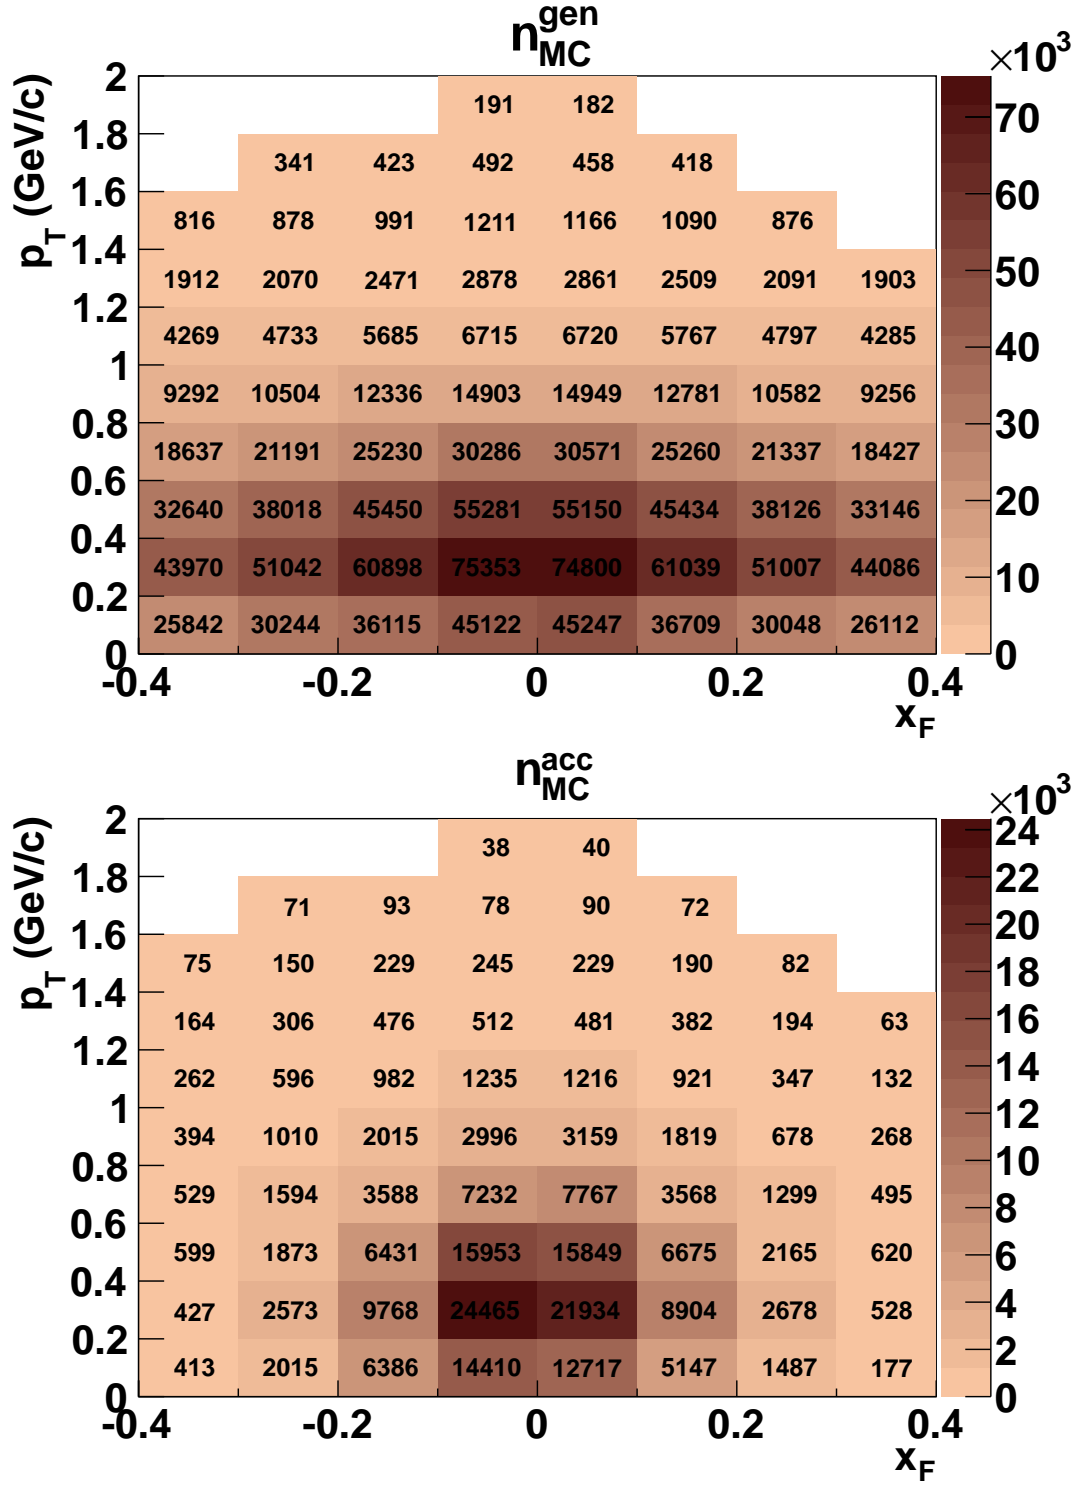 n_MC^gen
×10³
p_T (GeV/c)
2 191 182
1.8 70
341 423 492 458 418
1.6 60
816 878 991 1211 1166 1090 876
1.4 50
1912 2070 2471 2878 2861 2509 2091 1903
1.2
4269 4733 5685 6715 6720 5767 4797 4285 40
1
9292 10504 12336 14903 14949 12781 10582 9256
0.8 30
18637 21191 25230 30286 30571 25260 21337 18427
0.6 20
32640 38018 45450 55281 55150 45434 38126 33146
0.4 10
43970 51042 60898 75353 74800 61039 51007 44086
0.2
25842 30244 36115 45122 45247 36709 30048 26112
0 0
-0.4 -0.2 0 0.2 0.4
x_F
n_MC^acc
×10³
p_T (GeV/c)
2 24
38 40
1.8 22
71 93 78 90 72
1.6 20
75 150 229 245 229 190 82 18
1.4
164 306 476 512 481 382 194 63 16
1.2
262 596 982 1235 1216 921 347 132 14
1 12
394 1010 2015 2996 3159 1819 678 268
0.8 10
529 1594 3588 7232 7767 3568 1299 495 8
0.6
599 1873 6431 15953 15849 6675 2165 620 6
0.4
427 2573 9768 24465 21934 8904 2678 528 4
0.2 2
413 2015 6386 14410 12717 5147 1487 177
0 0
-0.4 -0.2 0 0.2 0.4
x_F